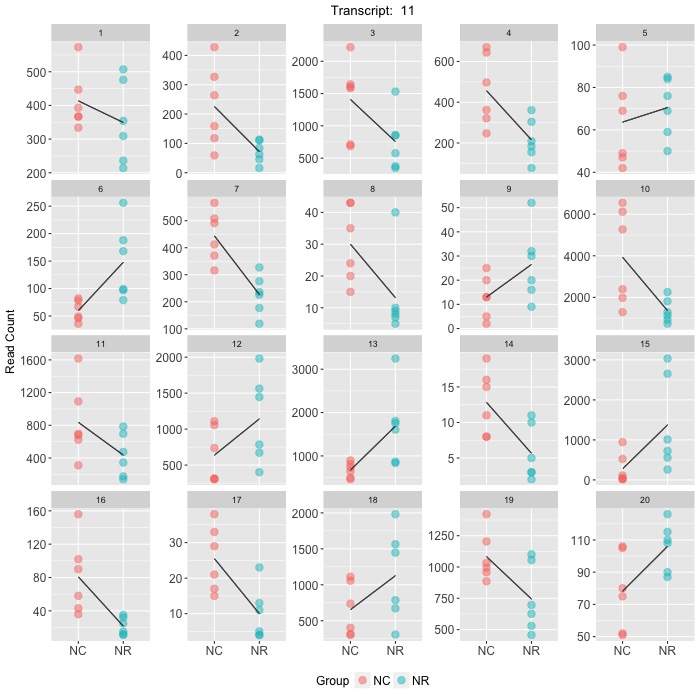 Transcript: 11
Read Count
1 2 3 4 5
500 400 300 200
400 300 200 100 0
2000 1500 1000 500
600 400 200
100 80 60 40
6 7 8 9 10
250 200 150 100 50
500 400 300 200 100
40 30 20 10
50 40 30 20 10 0
6000 4000 2000
11 12 13 14 15
1600 1200 800 400
2000 1500 1000 500
3000 2000 1000
15 10 5
3000 2000 1000 0
16 17 18 19 20
160 120 80 40
30 20 10
2000 1500 1000 500
1250 1000 750 500
110 90 70 50
NC NR NC NR NC NR NC NR NC NR
Group NC NR